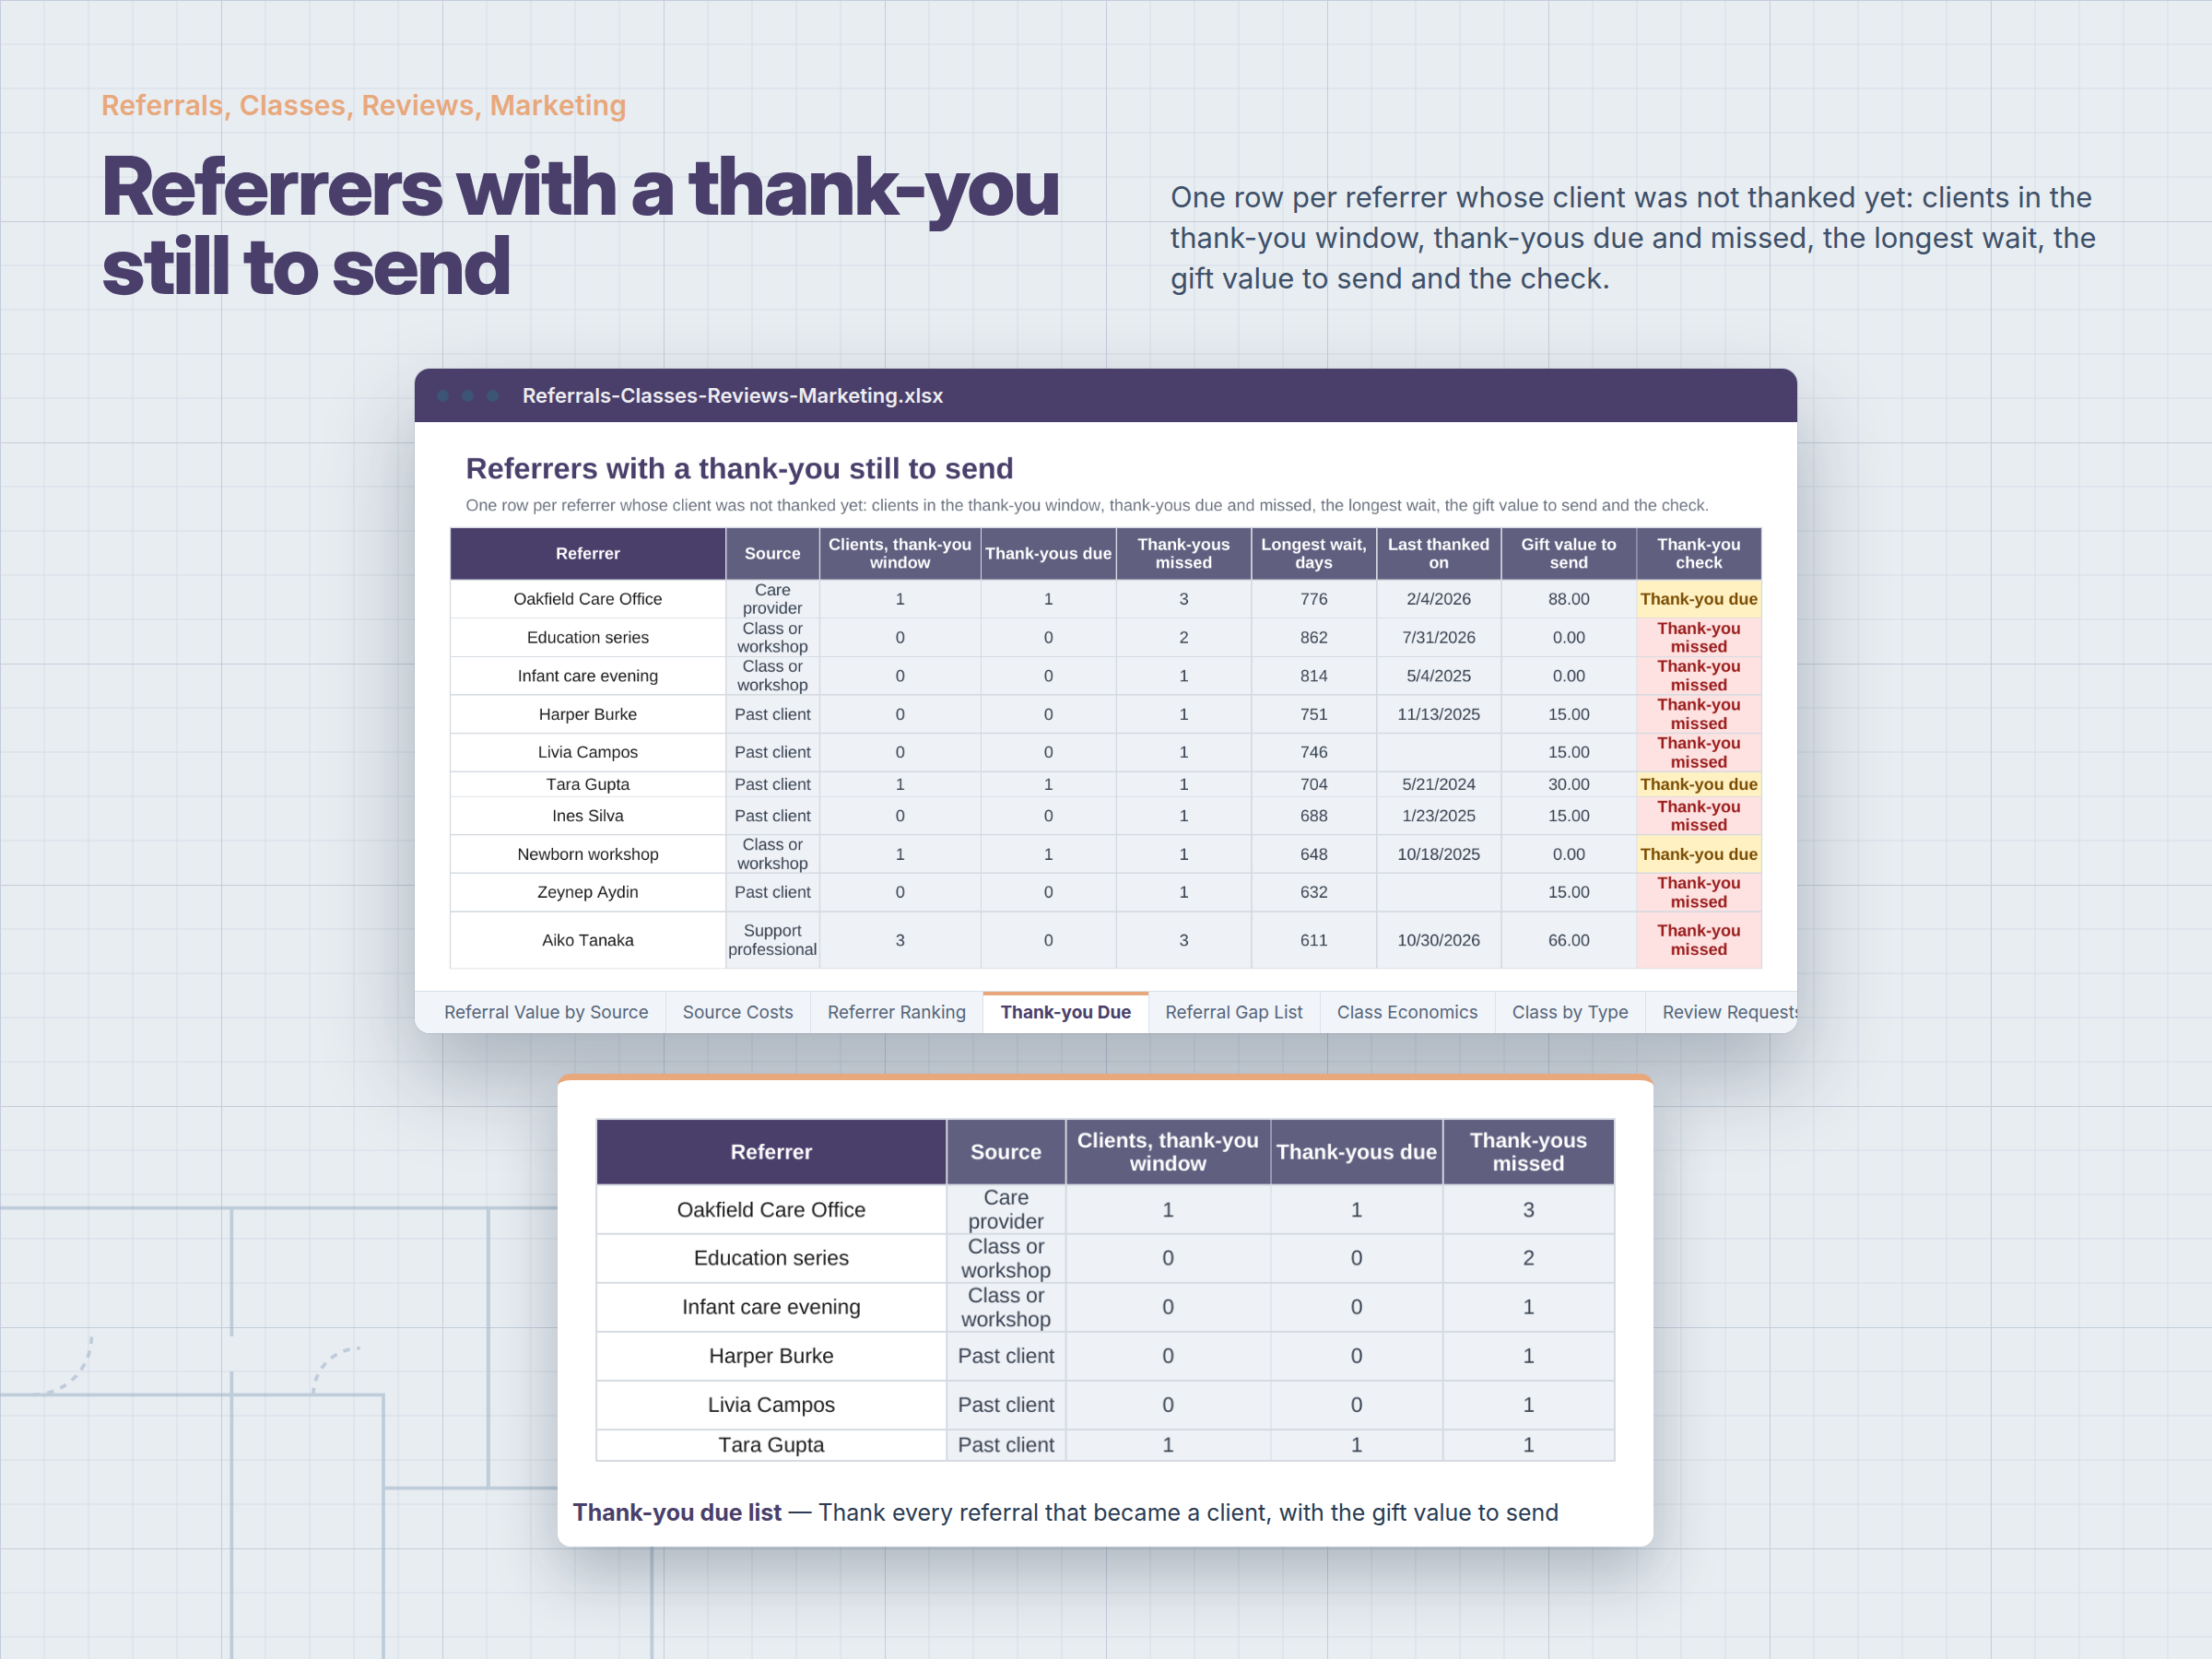 Referrals, Classes, Reviews, Marketing
Referrers with a thank-you
still to send
One row per referrer whose client was not thanked yet: clients in the
thank-you window, thank-yous due and missed, the longest wait, the
gift value to send and the check.
Referrals-Classes-Reviews-Marketing.xlsx
Referrers with a thank-you still to send
One row per referrer whose client was not thanked yet: clients in the thank-you window, thank-yous due and missed, the longest wait, the gift value to send and the check.
Referrer Source Clients, thank-you window Thank-yous due Thank-yous missed Longest wait, days Last thanked on Gift value to send Thank-you check
Oakfield Care Office Care provider 1 1 3 776 2/4/2026 88.00 Thank-you due
Education series Class or workshop 0 0 2 862 7/31/2026 0.00 Thank-you missed
Infant care evening Class or workshop 0 0 1 814 5/4/2025 0.00 Thank-you missed
Harper Burke Past client 0 0 1 751 11/13/2025 15.00 Thank-you missed
Livia Campos Past client 0 0 1 746 15.00 Thank-you missed
Tara Gupta Past client 1 1 1 704 5/21/2024 30.00 Thank-you due
Ines Silva Past client 0 0 1 688 1/23/2025 15.00 Thank-you missed
Newborn workshop Class or workshop 1 1 1 648 10/18/2025 0.00 Thank-you due
Zeynep Aydin Past client 0 0 1 632 15.00 Thank-you missed
Aiko Tanaka Support professional 3 0 3 611 10/30/2026 66.00 Thank-you missed
Referral Value by Source Source Costs Referrer Ranking Thank-you Due Referral Gap List Class Economics Class by Type Review Requests
Referrer Source Clients, thank-you window Thank-yous due Thank-yous missed
Oakfield Care Office Care provider 1 1 3
Education series Class or workshop 0 0 2
Infant care evening Class or workshop 0 0 1
Harper Burke Past client 0 0 1
Livia Campos Past client 0 0 1
Tara Gupta Past client 1 1 1
Thank-you due list — Thank every referral that became a client, with the gift value to send